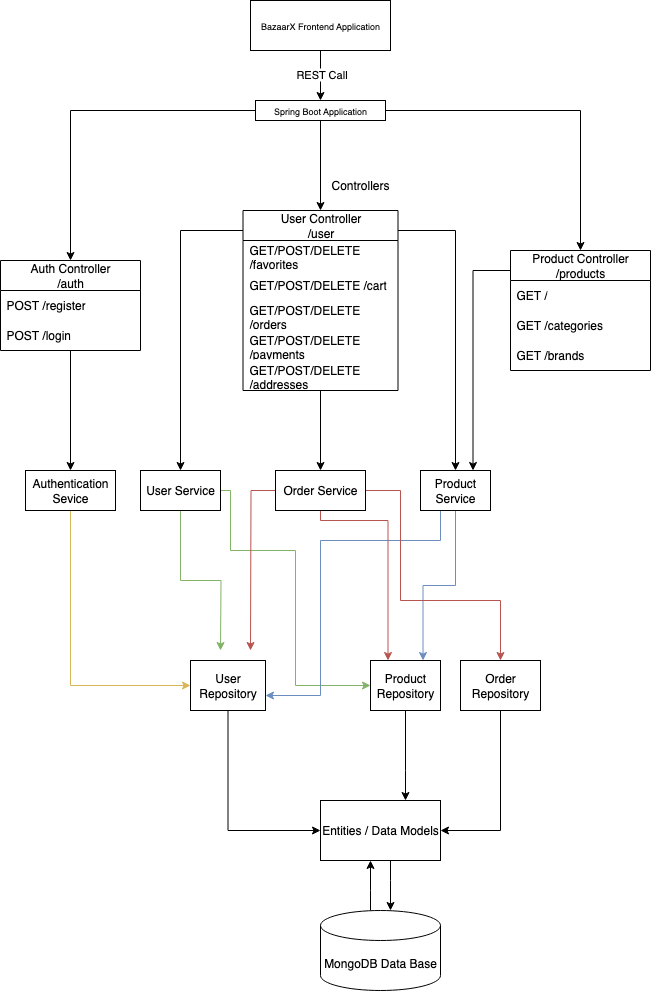 BazaarX Frontend Application
REST Call
Spring Boot Application
Controllers
User Controller
/user
GET/POST/DELETE
/favorites
GET/POST/DELETE /cart
GET/POST/DELETE
/orders
GET/POST/DELETE
/payments
GET/POST/DELETE
/addresses
Auth Controller
/auth
POST /register
POST /login
Product Controller
/products
GET /
GET /categories
GET /brands
Authentication
Sevice
User Service
Order Service
Product
Service
User
Repository
Product
Repository
Order
Repository
Entities / Data Models
MongoDB Data Base